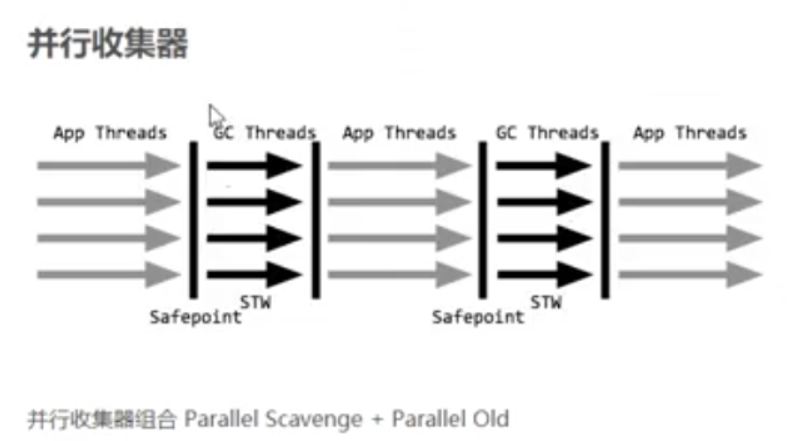 并行收集器
App Threads GC Threads App Threads GC Threads App Threads
STW STW
Safepoint Safepoint
并行收集器组合 Parallel Scavenge + Parallel Old